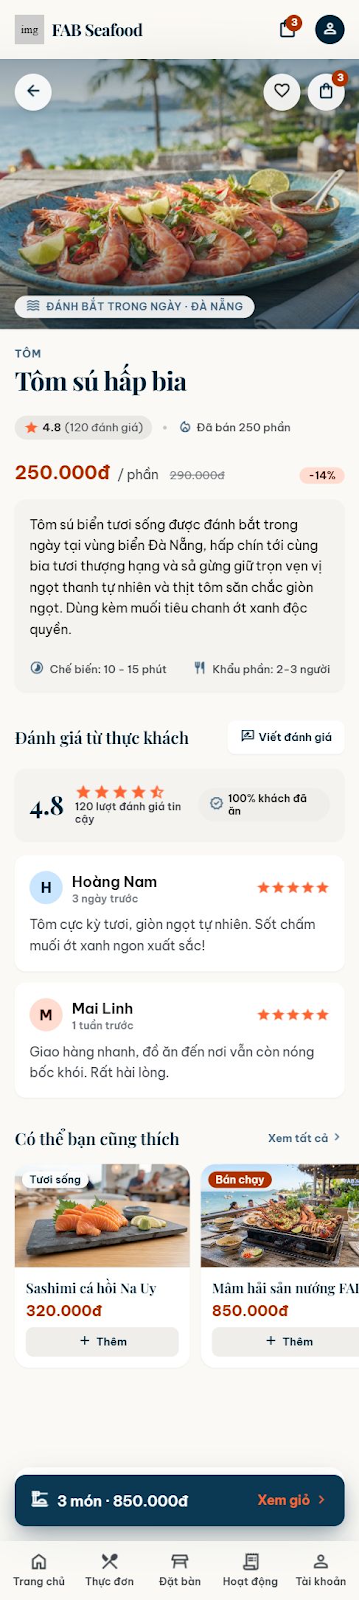 img FAB Seafood 3
3
ĐÁNH BẮT TRONG NGÀY · ĐÀ NẴNG
TÔM
Tôm sú hấp bia
4.8 (120 đánh giá) • Đã bán 250 phần
250.000đ / phần 290.000đ -14%
Tôm sú biển tươi sống được đánh bắt trong
ngày tại vùng biển Đà Nẵng, hấp chín tới cùng
bia tươi thượng hạng và sả gừng giữ trọn vẹn vị
ngọt thanh tự nhiên và thịt tôm săn chắc giòn
ngọt. Dùng kèm muối tiêu chanh ớt xanh độc
quyền.
Chế biến: 10 - 15 phút Khẩu phần: 2-3 người
Đánh giá từ thực khách Viết đánh giá
4.8
120 lượt đánh giá tin
cậy
100% khách đã
ăn
H Hoàng Nam
3 ngày trước
Tôm cực kỳ tươi, giòn ngọt tự nhiên. Sốt chấm
muối ớt xanh ngon xuất sắc!
M Mai Linh
1 tuần trước
Giao hàng nhanh, đồ ăn đến nơi vẫn còn nóng
bốc khói. Rất hài lòng.
Có thể bạn cũng thích Xem tất cả
Tươi sống
Sashimi cá hồi Na Uy
320.000đ
+ Thêm
Bán chạy
Mâm hải sản nướng FAB
850.000đ
+ Thêm
3 món · 850.000đ Xem giỏ
Trang chủ Thực đơn Đặt bàn Hoạt động Tài khoản